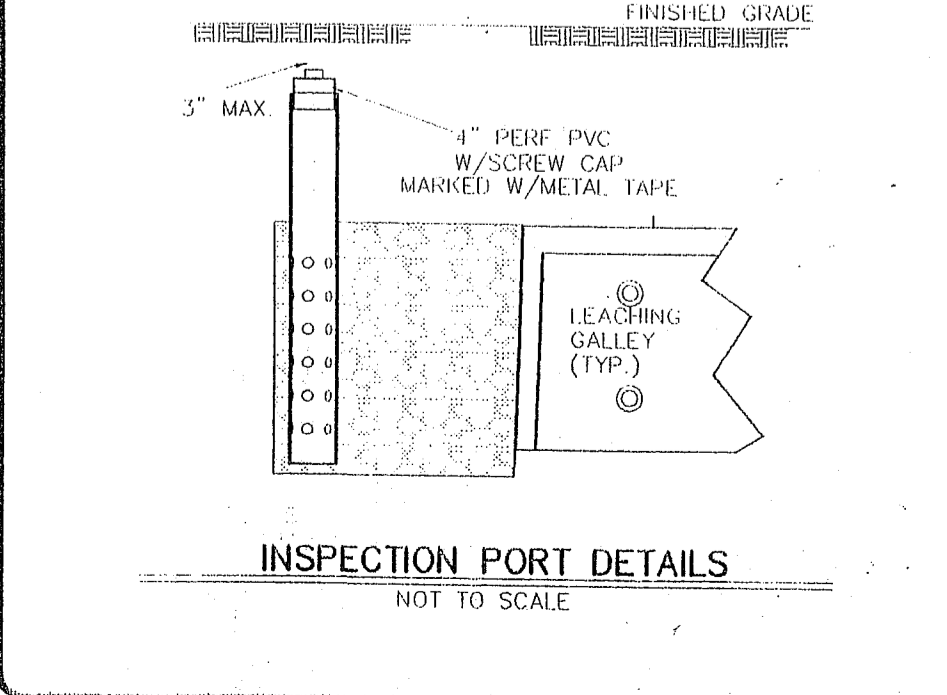 FINISHED GRADE
3" MAX.
4" PERF PVC
W/SCREW CAP
MARKED W/METAL TAPE
LEACHING
GALLEY
(TYP.)
INSPECTION PORT DETAILS
NOT TO SCALE